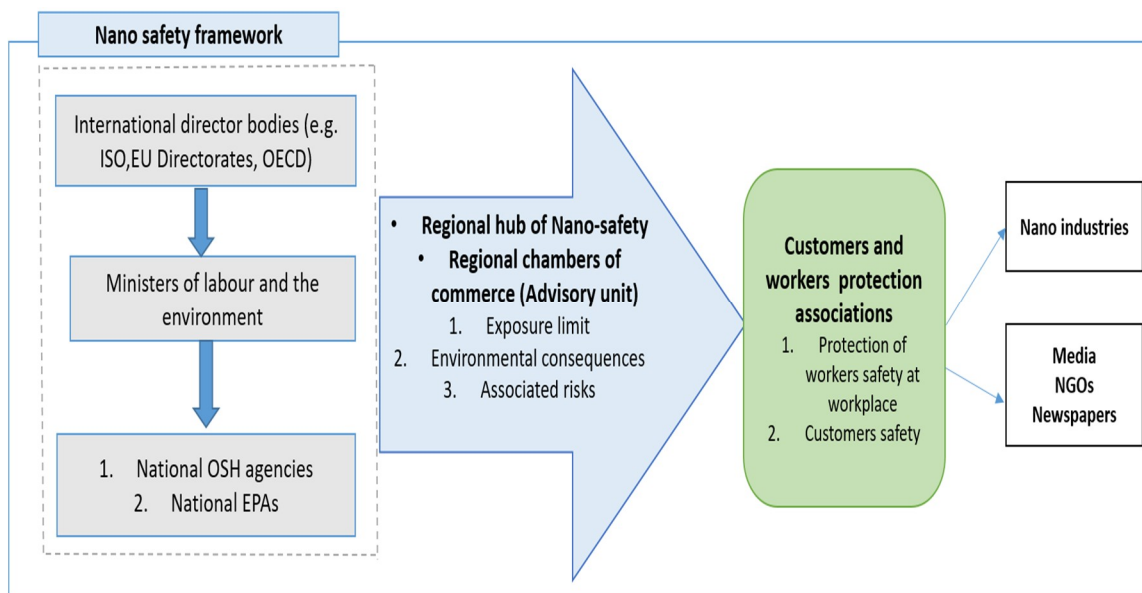 Nano safety framework
International director bodies (e.g.
ISO,EU Directorates, OECD)
Ministers of labour and the
environment
1. National OSH agencies
2. National EPAs
• Regional hub of Nano-safety
• Regional chambers of
commerce (Advisory unit)
1. Exposure limit
2. Environmental consequences
3. Associated risks
Customers and
workers protection
associations
1. Protection of
workers safety at
workplace
2. Customers safety
Nano industries
Media
NGOs
Newspapers